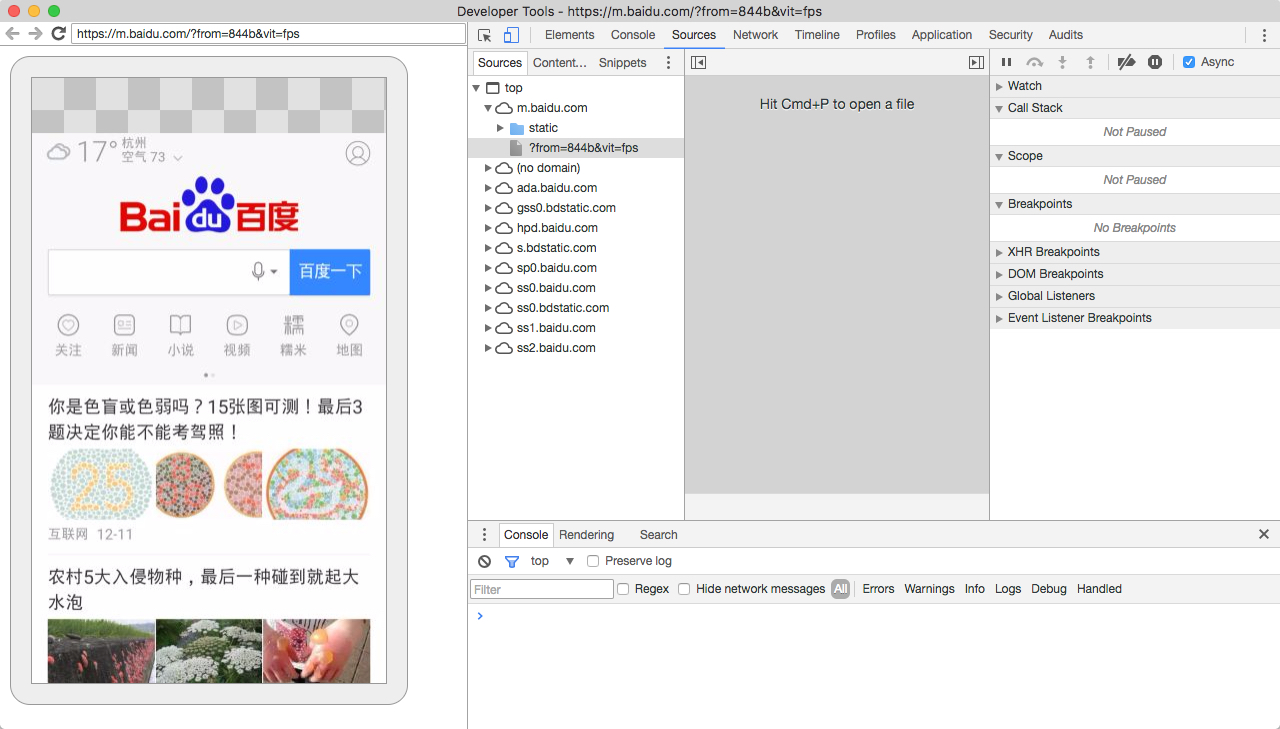 Developer Tools - https://m.baidu.com/?from=844b&vit=fps
https://m.baidu.com/?from=844b&vit=fps
17°
杭州
空气 73
Bai du 百度
百度一下
关注 新闻 小说 视频 糯米 地图
糯
你是色盲或色弱吗？15张图可测！最后3
题决定你能不能考驾照！
25
互联网 12-11
农村5大入侵物种，最后一种碰到就起大
水泡
Elements Console Sources Network Timeline Profiles Application Security Audits
Sources Content... Snippets
top
m.baidu.com
static
?from=844b&vit=fps
(no domain)
ada.baidu.com
gss0.bdstatic.com
hpd.baidu.com
s.bdstatic.com
sp0.baidu.com
ss0.baidu.com
ss0.bdstatic.com
ss1.baidu.com
ss2.baidu.com
Hit Cmd+P to open a file
Async
Watch
Call Stack
Not Paused
Scope
Not Paused
Breakpoints
No Breakpoints
XHR Breakpoints
DOM Breakpoints
Global Listeners
Event Listener Breakpoints
Console Rendering Search
top Preserve log
Filter Regex Hide network messages All Errors Warnings Info Logs Debug Handled